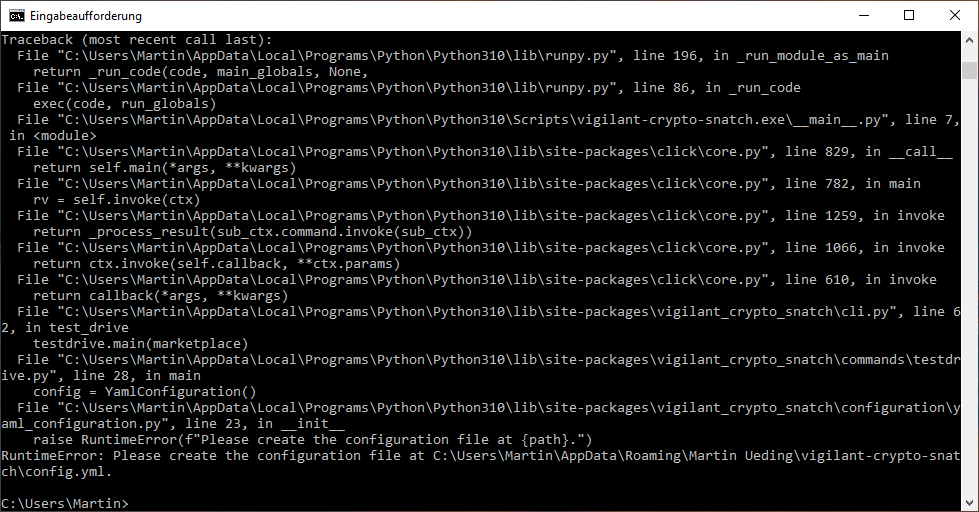 Eingabeaufforderung
Traceback (most recent call last):
  File "C:\Users\Martin\AppData\Local\Programs\Python\Python310\lib\runpy.py", line 196, in _run_module_as_main
    return _run_code(code, main_globals, None,
  File "C:\Users\Martin\AppData\Local\Programs\Python\Python310\lib\runpy.py", line 86, in _run_code
    exec(code, run_globals)
  File "C:\Users\Martin\AppData\Local\Programs\Python\Python310\Scripts\vigilant-crypto-snatch.exe\__main__.py", line 7,
 in <module>
  File "C:\Users\Martin\AppData\Local\Programs\Python\Python310\lib\site-packages\click\core.py", line 829, in __call__
    return self.main(*args, **kwargs)
  File "C:\Users\Martin\AppData\Local\Programs\Python\Python310\lib\site-packages\click\core.py", line 782, in main
    rv = self.invoke(ctx)
  File "C:\Users\Martin\AppData\Local\Programs\Python\Python310\lib\site-packages\click\core.py", line 1259, in invoke
    return _process_result(sub_ctx.command.invoke(sub_ctx))
  File "C:\Users\Martin\AppData\Local\Programs\Python\Python310\lib\site-packages\click\core.py", line 1066, in invoke
    return ctx.invoke(self.callback, **ctx.params)
  File "C:\Users\Martin\AppData\Local\Programs\Python\Python310\lib\site-packages\click\core.py", line 610, in invoke
    return callback(*args, **kwargs)
  File "C:\Users\Martin\AppData\Local\Programs\Python\Python310\lib\site-packages\vigilant_crypto_snatch\cli.py", line 6
2, in test_drive
    testdrive.main(marketplace)
  File "C:\Users\Martin\AppData\Local\Programs\Python\Python310\lib\site-packages\vigilant_crypto_snatch\commands\testdr
ive.py", line 28, in main
    config = YamlConfiguration()
  File "C:\Users\Martin\AppData\Local\Programs\Python\Python310\lib\site-packages\vigilant_crypto_snatch\configuration\y
aml_configuration.py", line 23, in __init__
    raise RuntimeError(f"Please create the configuration file at {path}.")
RuntimeError: Please create the configuration file at C:\Users\Martin\AppData\Roaming\Martin Ueding\vigilant-crypto-snat
ch\config.yml.
C:\Users\Martin>